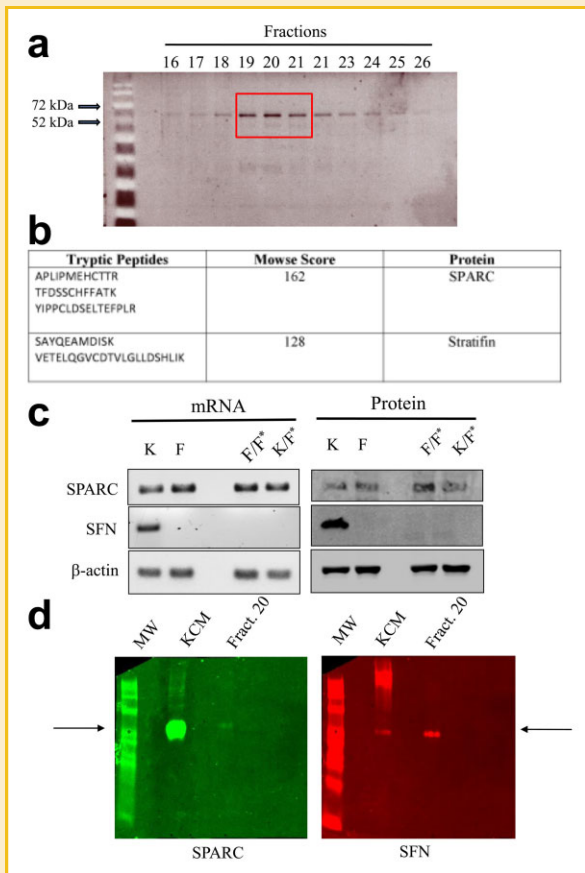 a
Fractions
16 17 18 19 20 21 21 23 24 25 26
72 kDa
52 kDa
b
Tryptic Peptides Mowse Score Protein
APLIPMEHCTTR 162 SPARC
TFDSSCHFFATK
YIPPCLDSELTEFPLR
SAYQEAMDISK 128 Stratifin
VETELQGVCDTVLGLLDSHLIK
c
mRNA Protein
K F F/F* K/F* K F F/F* K/F*
SPARC
SFN
β-actin
d
MW KCM Fract. 20 MW KCM Fract. 20
SPARC SFN